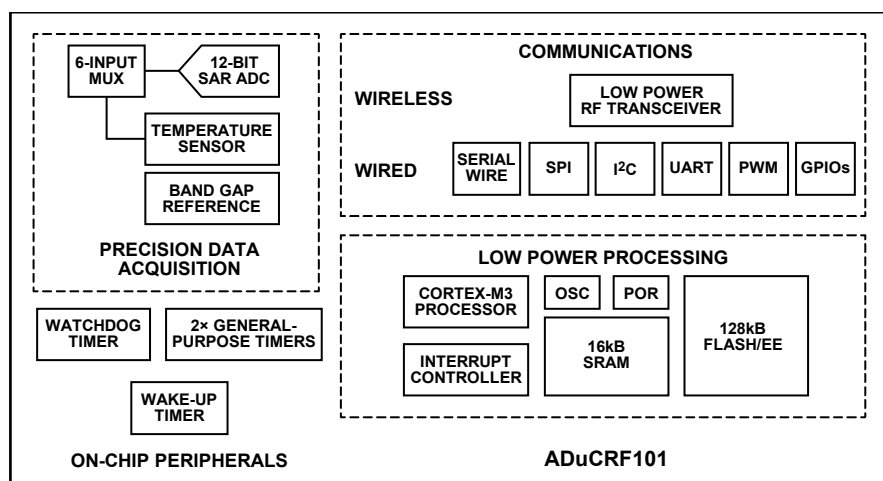 6-INPUT
MUX
12-BIT
SAR ADC
TEMPERATURE
SENSOR
BAND GAP
REFERENCE
PRECISION DATA
ACQUISITION
WATCHDOG
TIMER
2× GENERAL-
PURPOSE TIMERS
WAKE-UP
TIMER
ON-CHIP PERIPHERALS
COMMUNICATIONS
WIRELESS
LOW POWER
RF TRANSCEIVER
WIRED
SERIAL
WIRE
SPI
I²C
UART
PWM
GPIOs
LOW POWER PROCESSING
CORTEX-M3
PROCESSOR
OSC
POR
128kB
FLASH/EE
INTERRUPT
CONTROLLER
16kB
SRAM
ADuCRF101